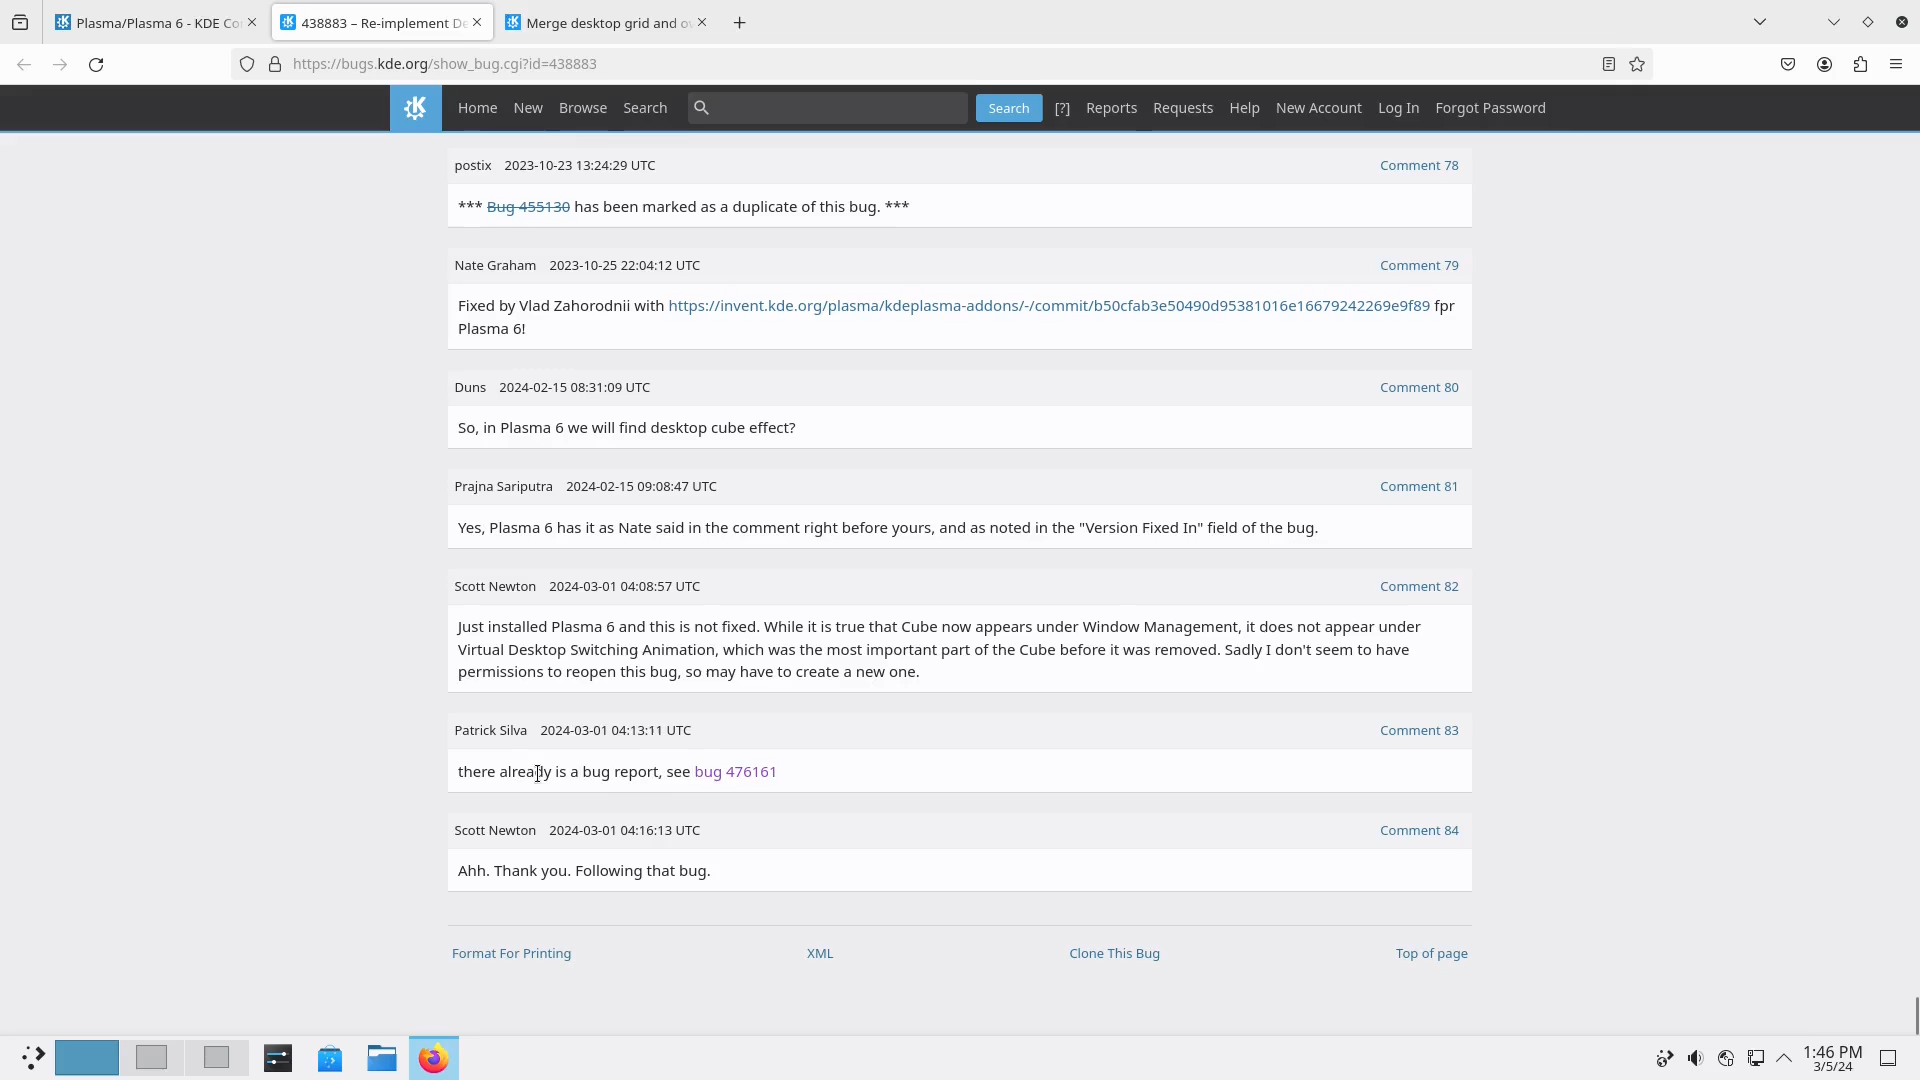 Plasma/Plasma 6 - KDE Co
438883 – Re-implement De
Merge desktop grid and ov
https://bugs.kde.org/show_bug.cgi?id=438883
Home New Browse Search Search [?] Reports Requests Help New Account Log In Forgot Password
postix 2023-10-23 13:24:29 UTC Comment 78
*** Bug 455130 has been marked as a duplicate of this bug. ***
Nate Graham 2023-10-25 22:04:12 UTC Comment 79
Fixed by Vlad Zahorodnii with https://invent.kde.org/plasma/kdeplasma-addons/-/commit/b50cfab3e50490d95381016e16679242269e9f89 fpr
Plasma 6!
Duns 2024-02-15 08:31:09 UTC Comment 80
So, in Plasma 6 we will find desktop cube effect?
Prajna Sariputra 2024-02-15 09:08:47 UTC Comment 81
Yes, Plasma 6 has it as Nate said in the comment right before yours, and as noted in the "Version Fixed In" field of the bug.
Scott Newton 2024-03-01 04:08:57 UTC Comment 82
Just installed Plasma 6 and this is not fixed. While it is true that Cube now appears under Window Management, it does not appear under
Virtual Desktop Switching Animation, which was the most important part of the Cube before it was removed. Sadly I don't seem to have
permissions to reopen this bug, so may have to create a new one.
Patrick Silva 2024-03-01 04:13:11 UTC Comment 83
there already is a bug report, see bug 476161
Scott Newton 2024-03-01 04:16:13 UTC Comment 84
Ahh. Thank you. Following that bug.
Format For Printing XML Clone This Bug Top of page
1:46 PM
3/5/24